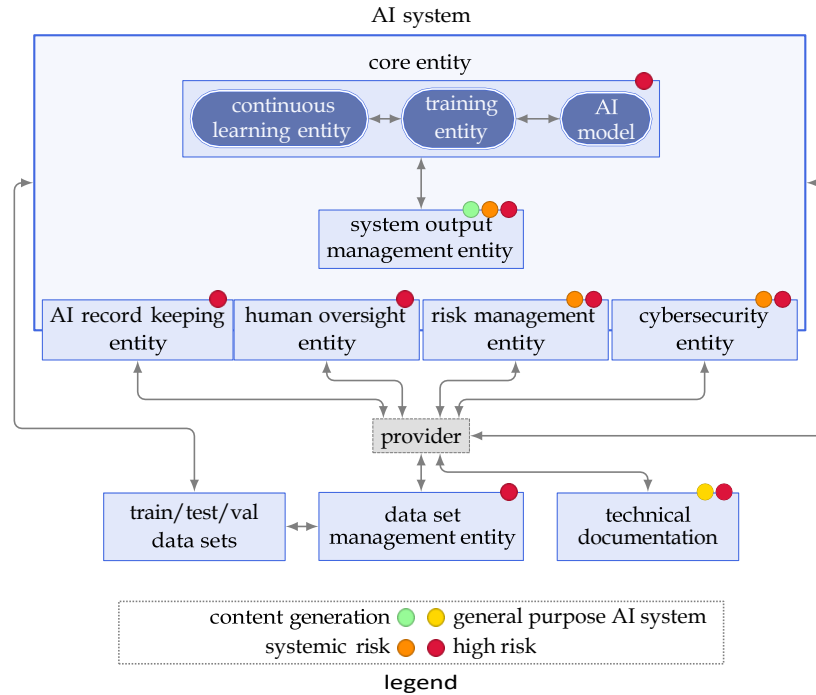 AI system
core entity
continuous
learning entity
training
entity
AI
model
system output
management entity
AI record keeping
entity
human oversight
entity
risk management
entity
cybersecurity
entity
provider
train/test/val
data sets
data set
management entity
technical
documentation
content generation
general purpose AI system
systemic risk
high risk
legend